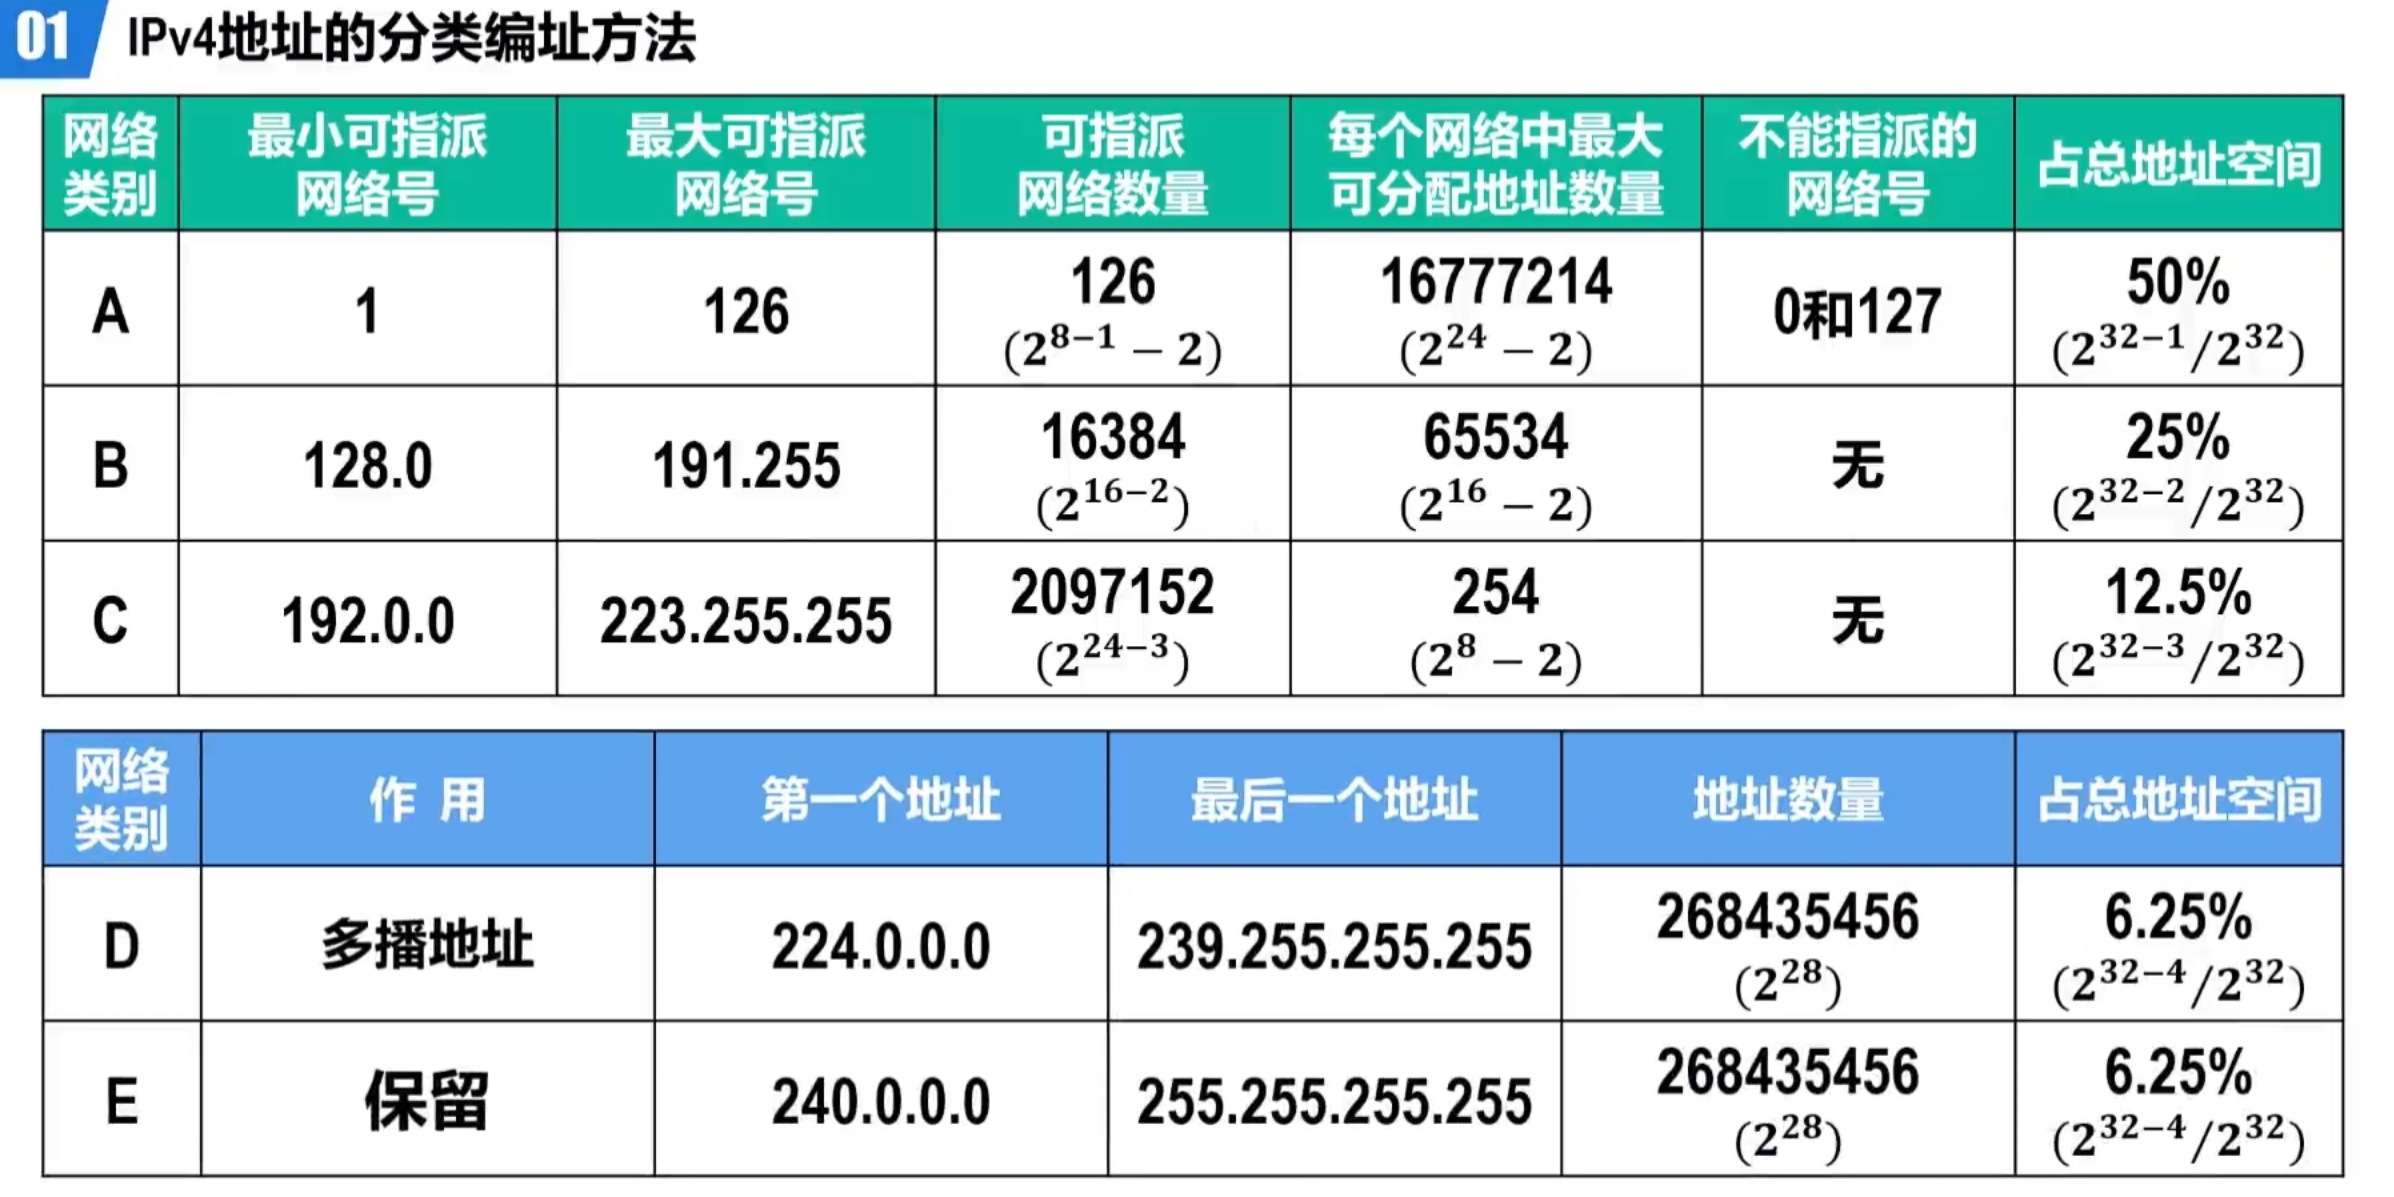 01 IPv4地址的分类编址方法
网络类别 最小可指派网络号 最大可指派网络号 可指派网络数量 每个网络中最大可分配地址数量 不能指派的网络号 占总地址空间
A 1 126 126 (2^{8-1} - 2) 16777214 (2^{24} - 2) 0和127 50% (2^{32-1}/2^{32})
B 128.0 191.255 16384 (2^{16-2}) 65534 (2^{16} - 2) 无 25% (2^{32-2}/2^{32})
C 192.0.0 223.255.255 2097152 (2^{24-3}) 254 (2^{8} - 2) 无 12.5% (2^{32-3}/2^{32})
网络类别 作 用 第一个地址 最后一个地址 地址数量 占总地址空间
D 多播地址 224.0.0.0 239.255.255.255 268435456 (2^{28}) 6.25% (2^{32-4}/2^{32})
E 保留 240.0.0.0 255.255.255.255 268435456 (2^{28}) 6.25% (2^{32-4}/2^{32})